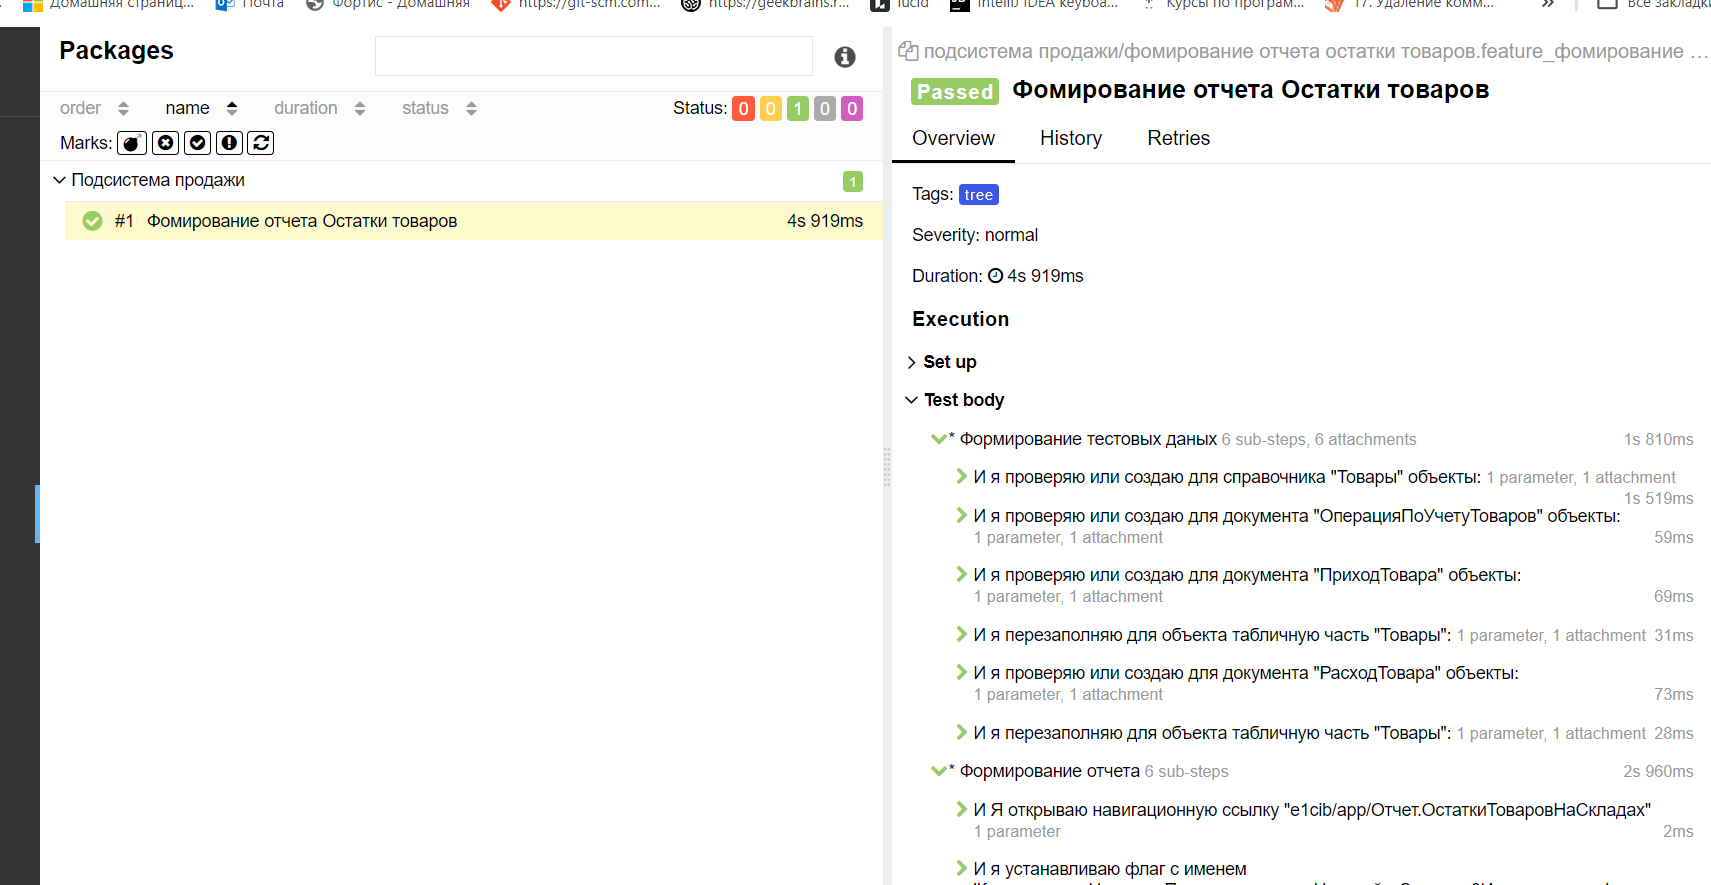 Домашняя страниц...
Почта
Фортис - Домашняя
https://git-scm.com...
https://geekbrains.r...
lucid
IntelliJ IDEA keyboa...
Курсы по програм...
17. Удаление комм...
»
Все закладки
Packages
order
name
duration
status
Status: 0 0 1 0 0
Marks:
Подсистема продажи
1
#1 Фомирование отчета Остатки товаров 4s 919ms
подсистема продажи/фомирование отчета остатки товаров.feature_фомирование ...
Passed Фомирование отчета Остатки товаров
Overview History Retries
Tags: tree
Severity: normal
Duration: 4s 919ms
Execution
Set up
Test body
* Формирование тестовых даных 6 sub-steps, 6 attachments 1s 810ms
И я проверяю или создаю для справочника "Товары" объекты: 1 parameter, 1 attachment
1s 519ms
И я проверяю или создаю для документа "ОперацияПоУчетуТоваров" объекты:
1 parameter, 1 attachment 59ms
И я проверяю или создаю для документа "ПриходТовара" объекты:
1 parameter, 1 attachment 69ms
И я перезаполняю для объекта табличную часть "Товары": 1 parameter, 1 attachment 31ms
И я проверяю или создаю для документа "РасходТовара" объекты:
1 parameter, 1 attachment 73ms
И я перезаполняю для объекта табличную часть "Товары": 1 parameter, 1 attachment 28ms
* Формирование отчета 6 sub-steps 2s 960ms
И Я открываю навигационную ссылку "e1cib/app/Отчет.ОстаткиТоваровНаСкладах"
1 parameter 2ms
И я устанавливаю флаг с именем